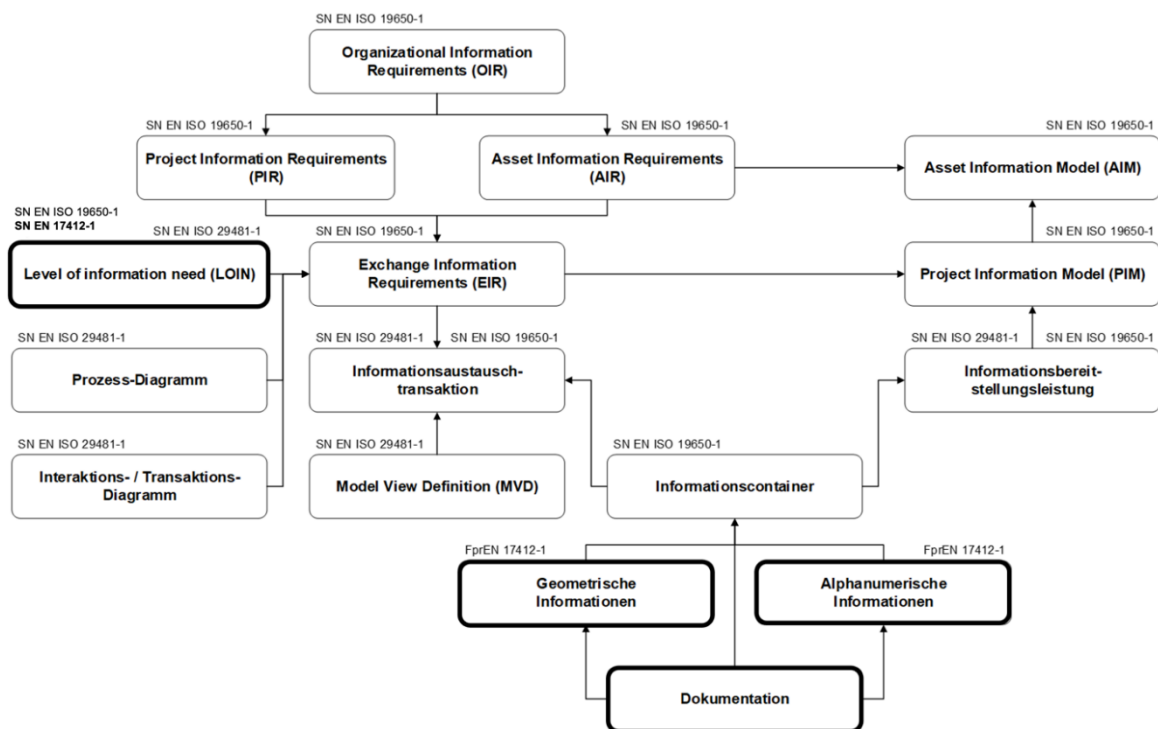 SN EN ISO 19650-1
Organizational Information
Requirements (OIR)
SN EN ISO 19650-1
SN EN ISO 19650-1
SN EN ISO 19650-1
Project Information Requirements
(PIR)
Asset Information Requirements
(AIR)
Asset Information Model (AIM)
SN EN ISO 19650-1
SN EN 17412-1
SN EN ISO 29481-1
SN EN ISO 19650-1
SN EN ISO 19650-1
Level of information need (LOIN)
Exchange Information
Requirements (EIR)
Project Information Model (PIM)
SN EN ISO 29481-1
SN EN ISO 29481-1
SN EN ISO 19650-1
SN EN ISO 29481-1
SN EN ISO 19650-1
Prozess-Diagramm
Informationsaustausch-
transaktion
Informationsbereit-
stellungsleistung
SN EN ISO 29481-1
SN EN ISO 29481-1
SN EN ISO 19650-1
Interaktions- / Transaktions-
Diagramm
Model View Definition (MVD)
Informationscontainer
FprEN 17412-1
FprEN 17412-1
Geometrische
Informationen
Alphanumerische
Informationen
Dokumentation